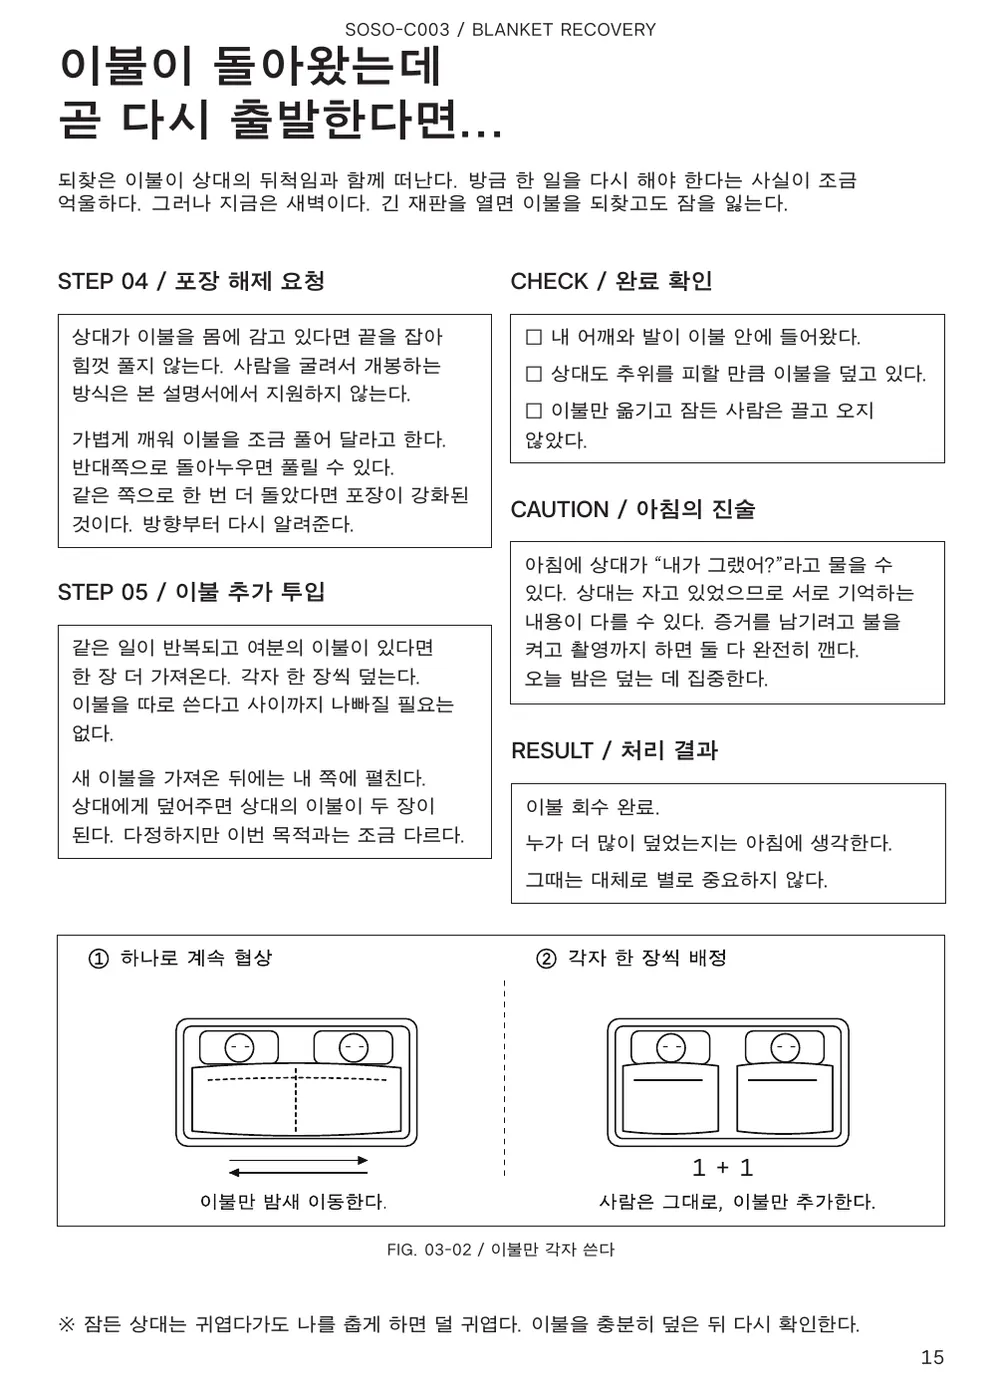 SOSO-C003 / BLANKET RECOVERY
이불이 돌아왔는데
곧 다시 출발한다면...
되찾은 이불이 상대의 뒤척임과 함께 떠난다. 방금 한 일을 다시 해야 한다는 사실이 조금
억울하다. 그러나 지금은 새벽이다. 긴 재판을 열면 이불을 되찾고도 잠을 잃는다.
STEP 04 / 포장 해제 요청
상대가 이불을 몸에 감고 있다면 끝을 잡아
힘껏 풀지 않는다. 사람을 굴려서 개봉하는
방식은 본 설명서에서 지원하지 않는다.
가볍게 깨워 이불을 조금 풀어 달라고 한다.
반대쪽으로 돌아누우면 풀릴 수 있다.
같은 쪽으로 한 번 더 돌았다면 포장이 강화된
것이다. 방향부터 다시 알려준다.
STEP 05 / 이불 추가 투입
같은 일이 반복되고 여분의 이불이 있다면
한 장 더 가져온다. 각자 한 장씩 덮는다.
이불을 따로 쓴다고 사이까지 나빠질 필요는
없다.
새 이불을 가져온 뒤에는 내 쪽에 펼친다.
상대에게 덮어주면 상대의 이불이 두 장이
된다. 다정하지만 이번 목적과는 조금 다르다.
CHECK / 완료 확인
□ 내 어깨와 발이 이불 안에 들어왔다.
□ 상대도 추위를 피할 만큼 이불을 덮고 있다.
□ 이불만 옮기고 잠든 사람은 끌고 오지
않았다.
CAUTION / 아침의 진술
아침에 상대가 “내가 그랬어?”라고 물을 수
있다. 상대는 자고 있었으므로 서로 기억하는
내용이 다를 수 있다. 증거를 남기려고 불을
켜고 촬영까지 하면 둘 다 완전히 깬다.
오늘 밤은 덮는 데 집중한다.
RESULT / 처리 결과
이불 회수 완료.
누가 더 많이 덮었는지는 아침에 생각한다.
그때는 대체로 별로 중요하지 않다.
① 하나로 계속 협상
이불만 밤새 이동한다.
② 각자 한 장씩 배정
1 + 1
사람은 그대로, 이불만 추가한다.
FIG. 03-02 / 이불만 각자 쓴다
※ 잠든 상대는 귀엽다가도 나를 춥게 하면 덜 귀엽다. 이불을 충분히 덮은 뒤 다시 확인한다.
15